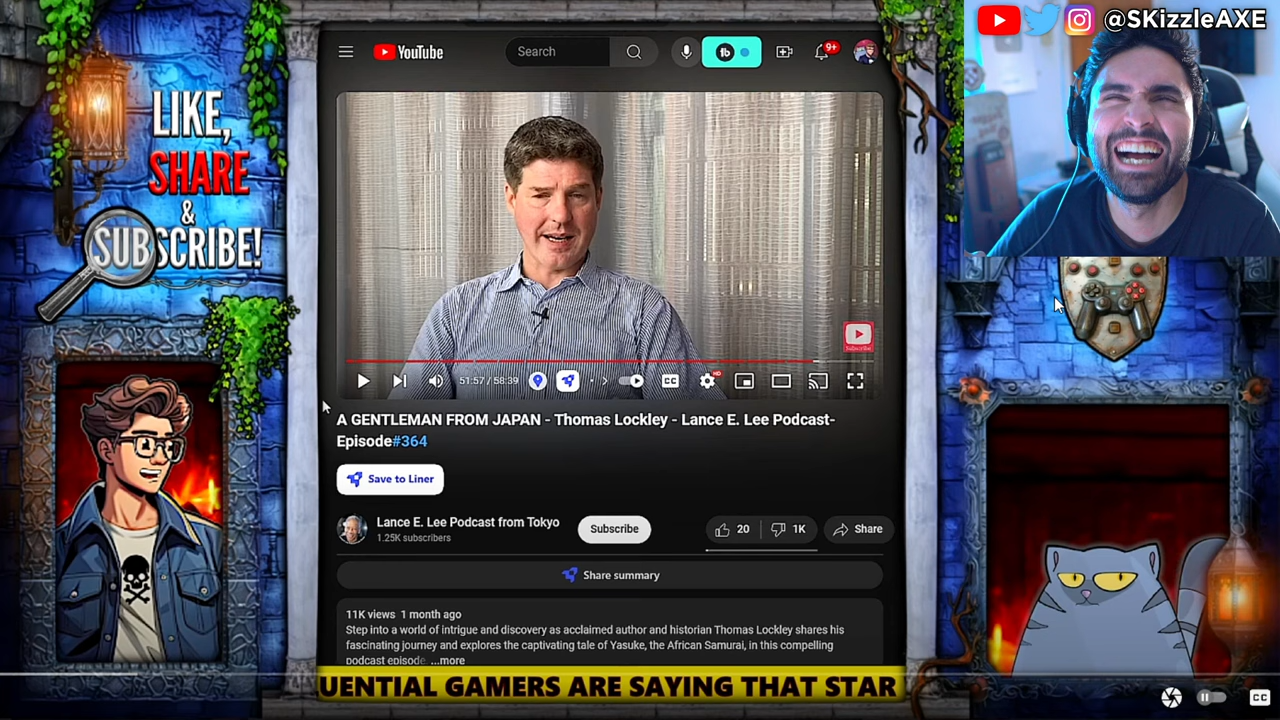 @SKizzleAXE
YouTube
Search
9+
LIKE,
SHARE
&
SUBSCRIBE!
51:57 / 58:39
CC
HD
A GENTLEMAN FROM JAPAN - Thomas Lockley - Lance E. Lee Podcast-
Episode#364
Save to Liner
Lance E. Lee Podcast from Tokyo
1.25K subscribers
Subscribe
20
1K
Share
Share summary
11K views 1 month ago
Step into a world of intrigue and discovery as acclaimed author and historian Thomas Lockley shares his
fascinating journey and explores the captivating tale of Yasuke, the African Samurai, in this compelling
podcast episode. ...more
UENTIAL GAMERS ARE SAYING THAT STAR
CC